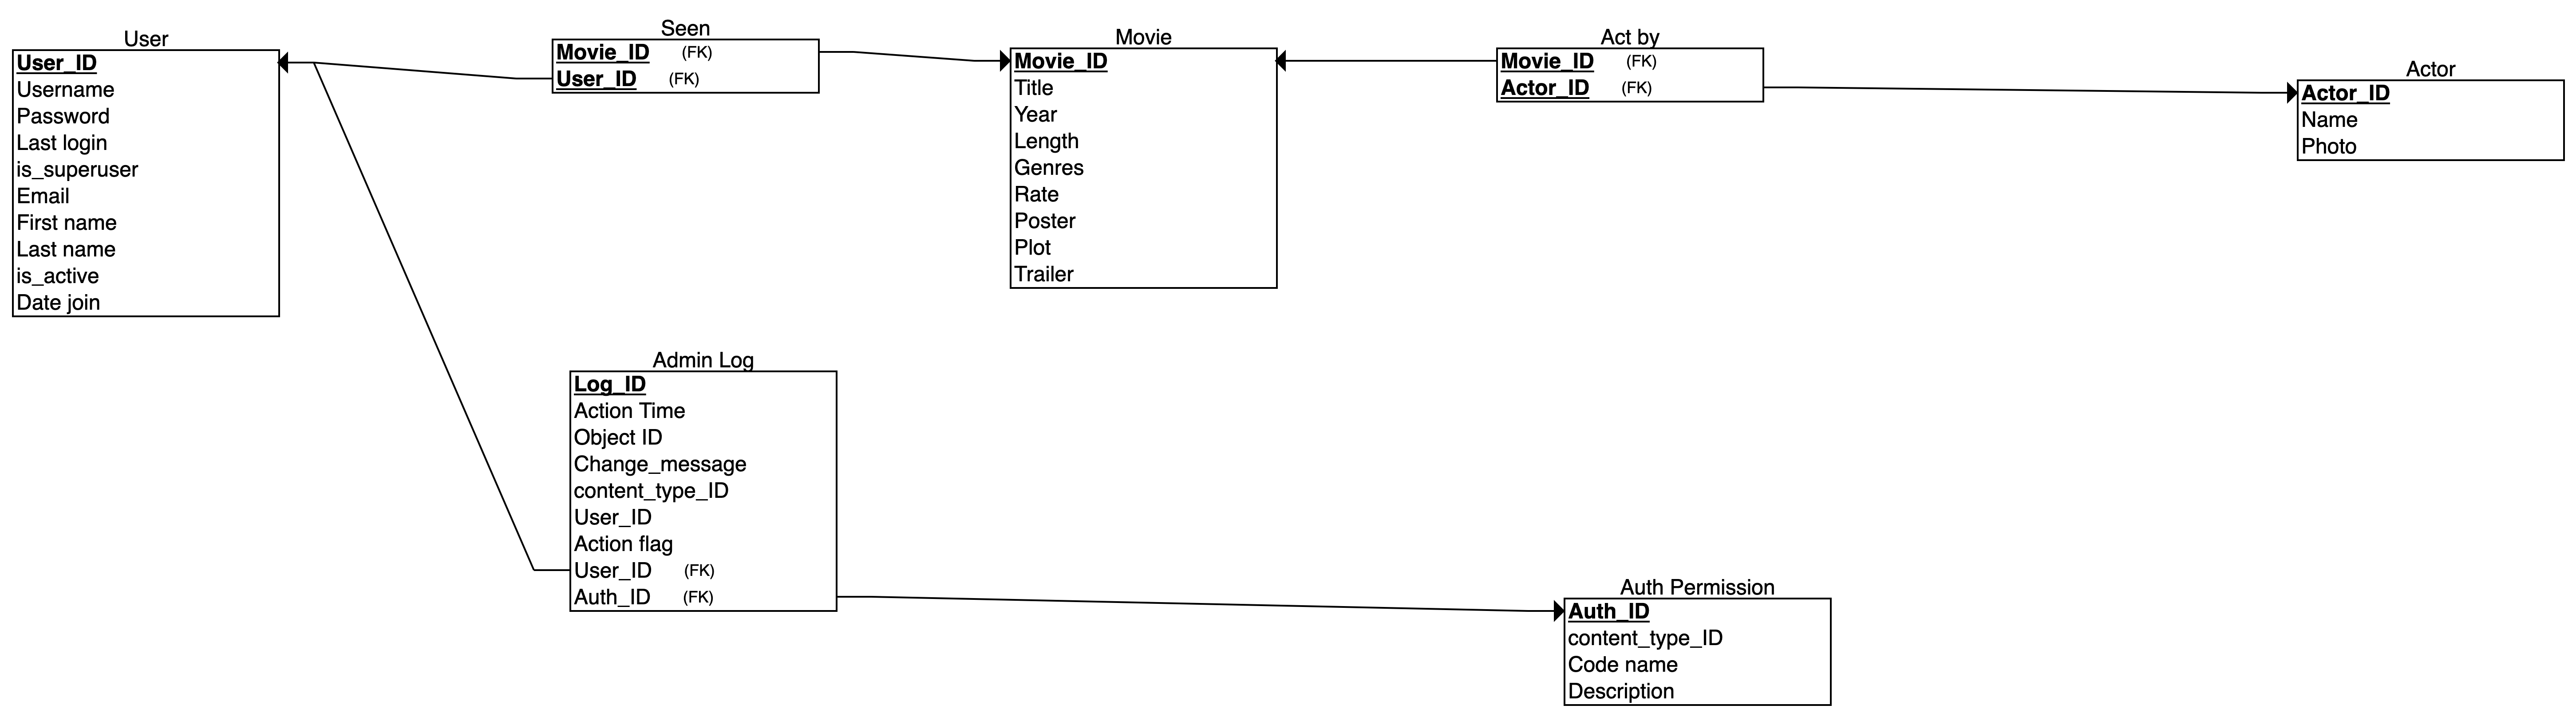 User
User_ID
Username
Password
Last login
is_superuser
Email
First name
Last name
is_active
Date join
Seen
Movie_ID (FK)
User_ID (FK)
Movie
Movie_ID
Title
Year
Length
Genres
Rate
Poster
Plot
Trailer
Act by
Movie_ID (FK)
Actor_ID (FK)
Actor
Actor_ID
Name
Photo
Admin Log
Log_ID
Action Time
Object ID
Change_message
content_type_ID
User_ID
Action flag
User_ID (FK)
Auth_ID (FK)
Auth Permission
Auth_ID
content_type_ID
Code name
Description